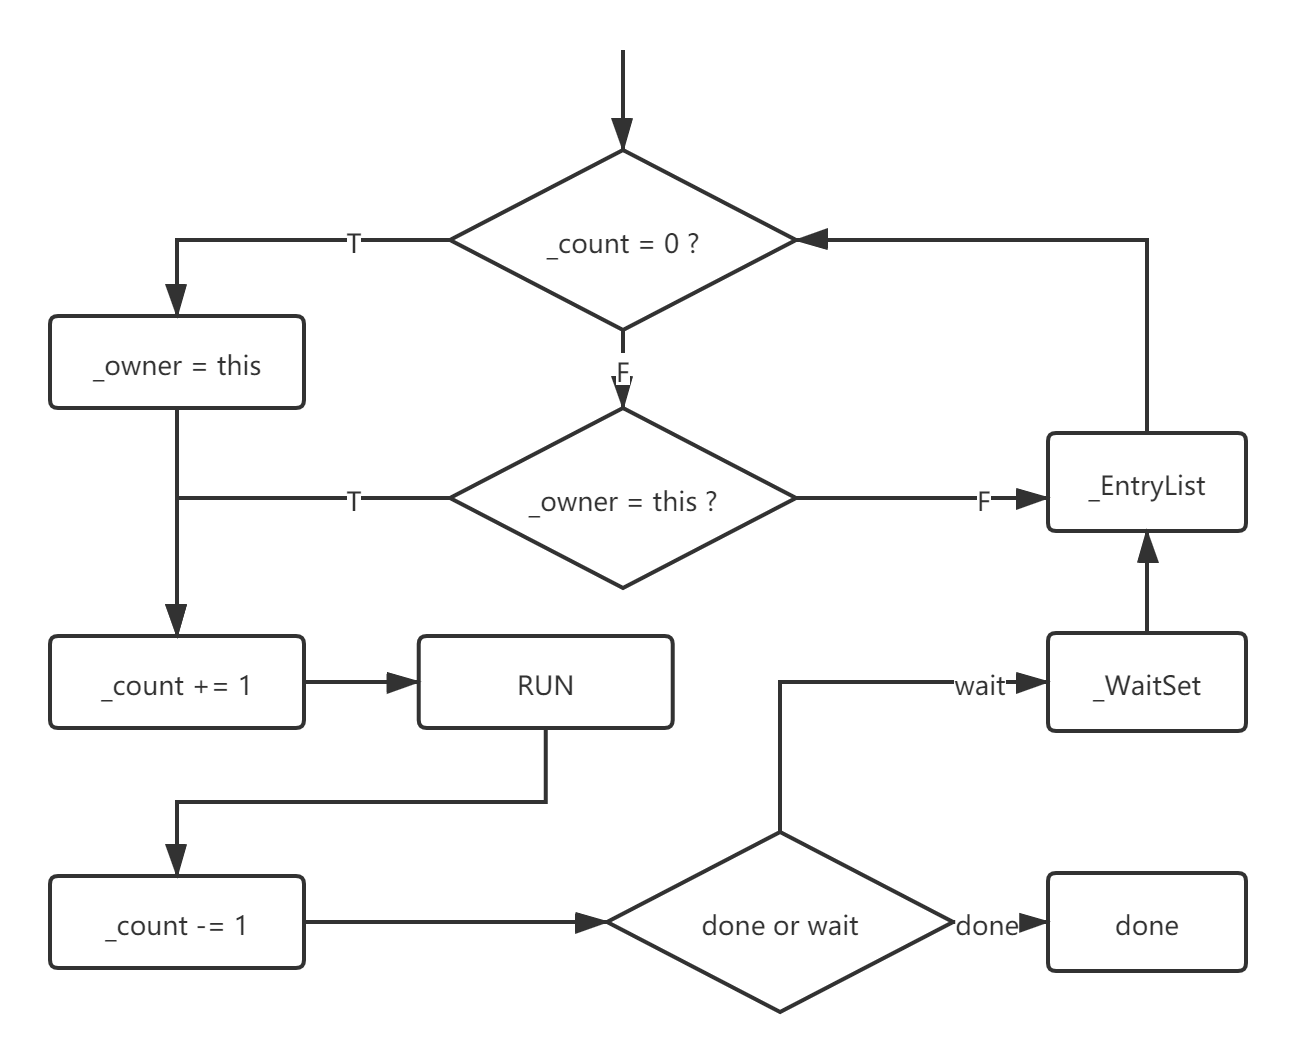 _count = 0 ?
T
_owner = this
F
_owner = this ?
T
F
_EntryList
_count += 1
RUN
wait
_WaitSet
_count -= 1
done or wait
done
done